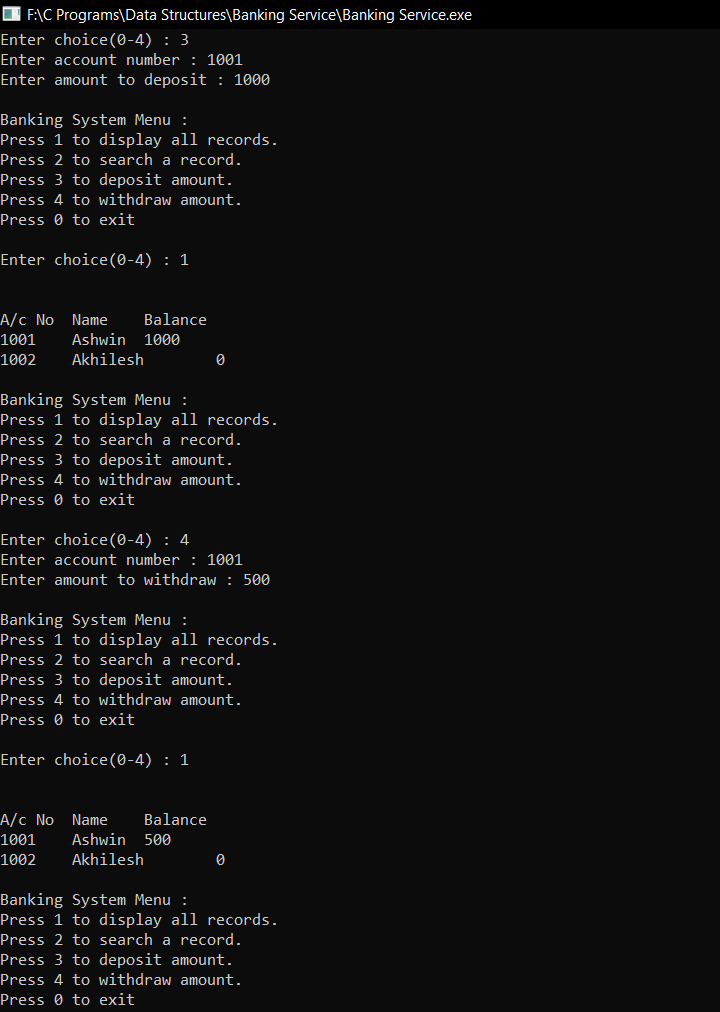 F:\C Programs\Data Structures\Banking Service\Banking Service.exe
Enter choice(0-4) : 3
Enter account number : 1001
Enter amount to deposit : 1000

Banking System Menu :
Press 1 to display all records.
Press 2 to search a record.
Press 3 to deposit amount.
Press 4 to withdraw amount.
Press 0 to exit

Enter choice(0-4) : 1


A/c No  Name    Balance
1001    Ashwin  1000
1002    Akhilesh        0

Banking System Menu :
Press 1 to display all records.
Press 2 to search a record.
Press 3 to deposit amount.
Press 4 to withdraw amount.
Press 0 to exit

Enter choice(0-4) : 4
Enter account number : 1001
Enter amount to withdraw : 500

Banking System Menu :
Press 1 to display all records.
Press 2 to search a record.
Press 3 to deposit amount.
Press 4 to withdraw amount.
Press 0 to exit

Enter choice(0-4) : 1


A/c No  Name    Balance
1001    Ashwin  500
1002    Akhilesh        0

Banking System Menu :
Press 1 to display all records.
Press 2 to search a record.
Press 3 to deposit amount.
Press 4 to withdraw amount.
Press 0 to exit